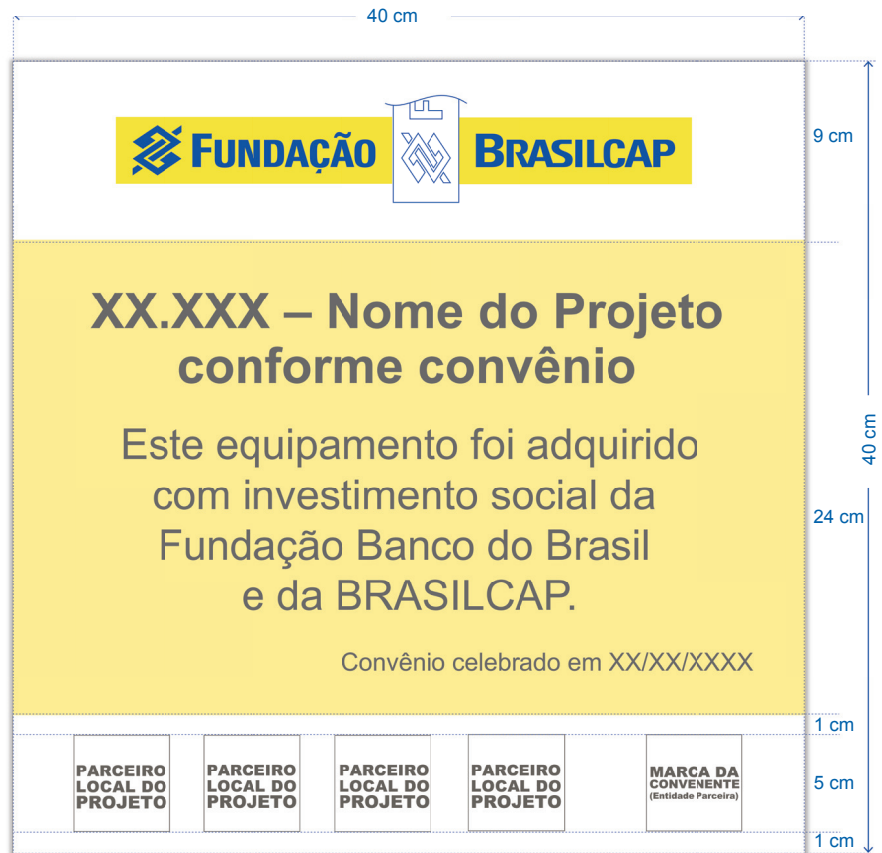 40 cm
FUNDAÇÃO
F
BRASILCAP
9 cm
XX.XXX – Nome do Projeto
conforme convênio
Este equipamento foi adquirido
com investimento social da
Fundação Banco do Brasil
e da BRASILCAP.
Convênio celebrado em XX/XX/XXXX
40 cm
24 cm
1 cm
PARCEIRO
LOCAL DO
PROJETO
PARCEIRO
LOCAL DO
PROJETO
PARCEIRO
LOCAL DO
PROJETO
PARCEIRO
LOCAL DO
PROJETO
MARCA DA
CONVENENTE
(Entidade Parceira)
5 cm
1 cm